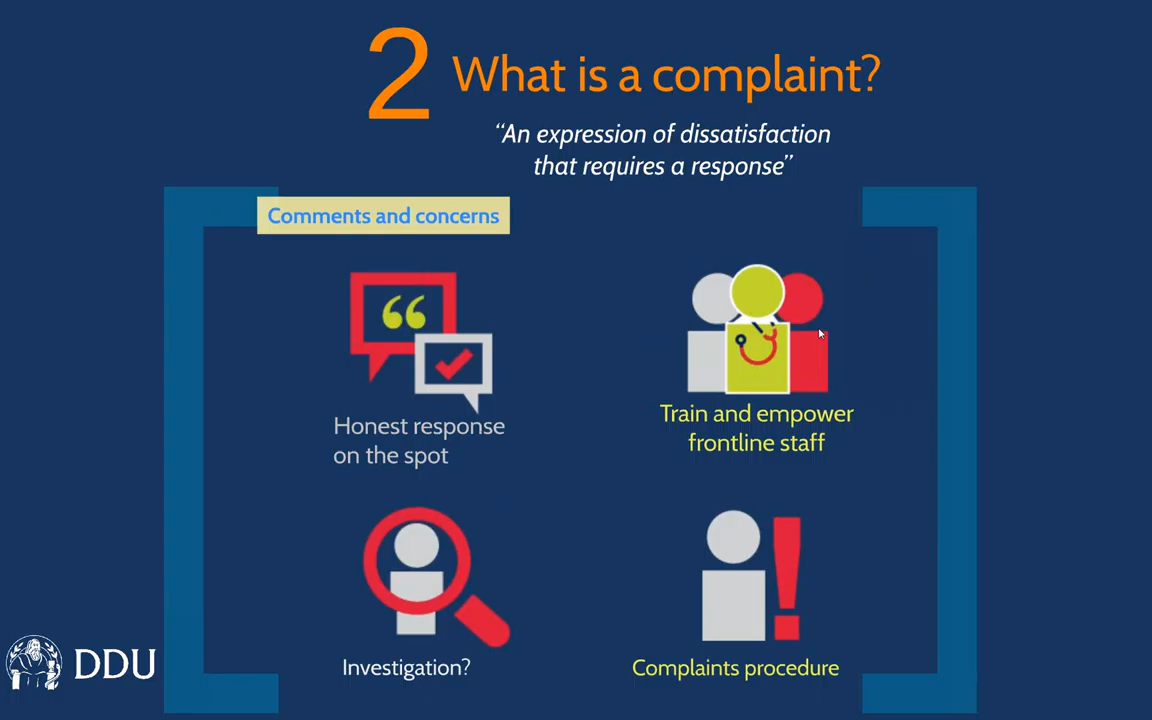 2 What is a complaint?
“An expression of dissatisfaction
that requires a response”
Comments and concerns
“
Honest response
on the spot
Train and empower
frontline staff
Investigation?
!
Complaints procedure
DDU